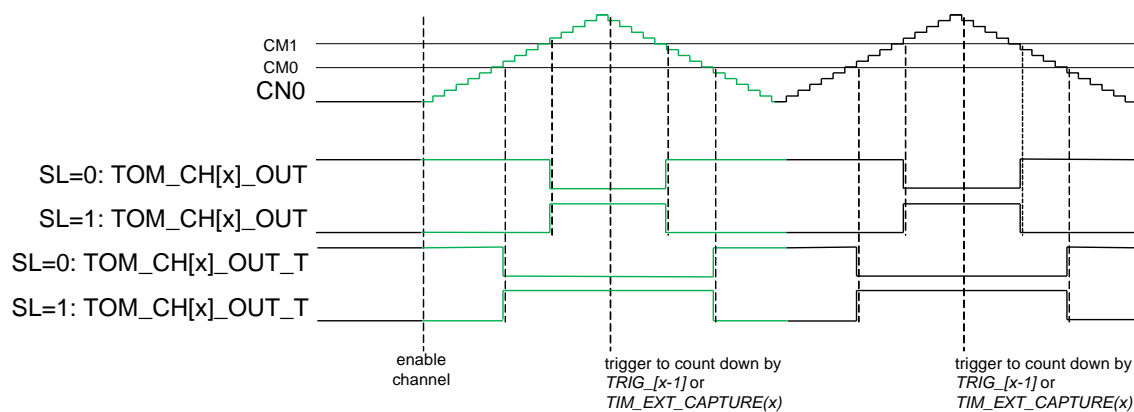 CM1
CM0
CN0
SL=0: TOM_CH[x]_OUT
SL=1: TOM_CH[x]_OUT
SL=0: TOM_CH[x]_OUT_T
SL=1: TOM_CH[x]_OUT_T
enable
channel
trigger to count down by
TRIG_[x-1] or
TIM_EXT_CAPTURE(x)
trigger to count down by
TRIG_[x-1] or
TIM_EXT_CAPTURE(x)